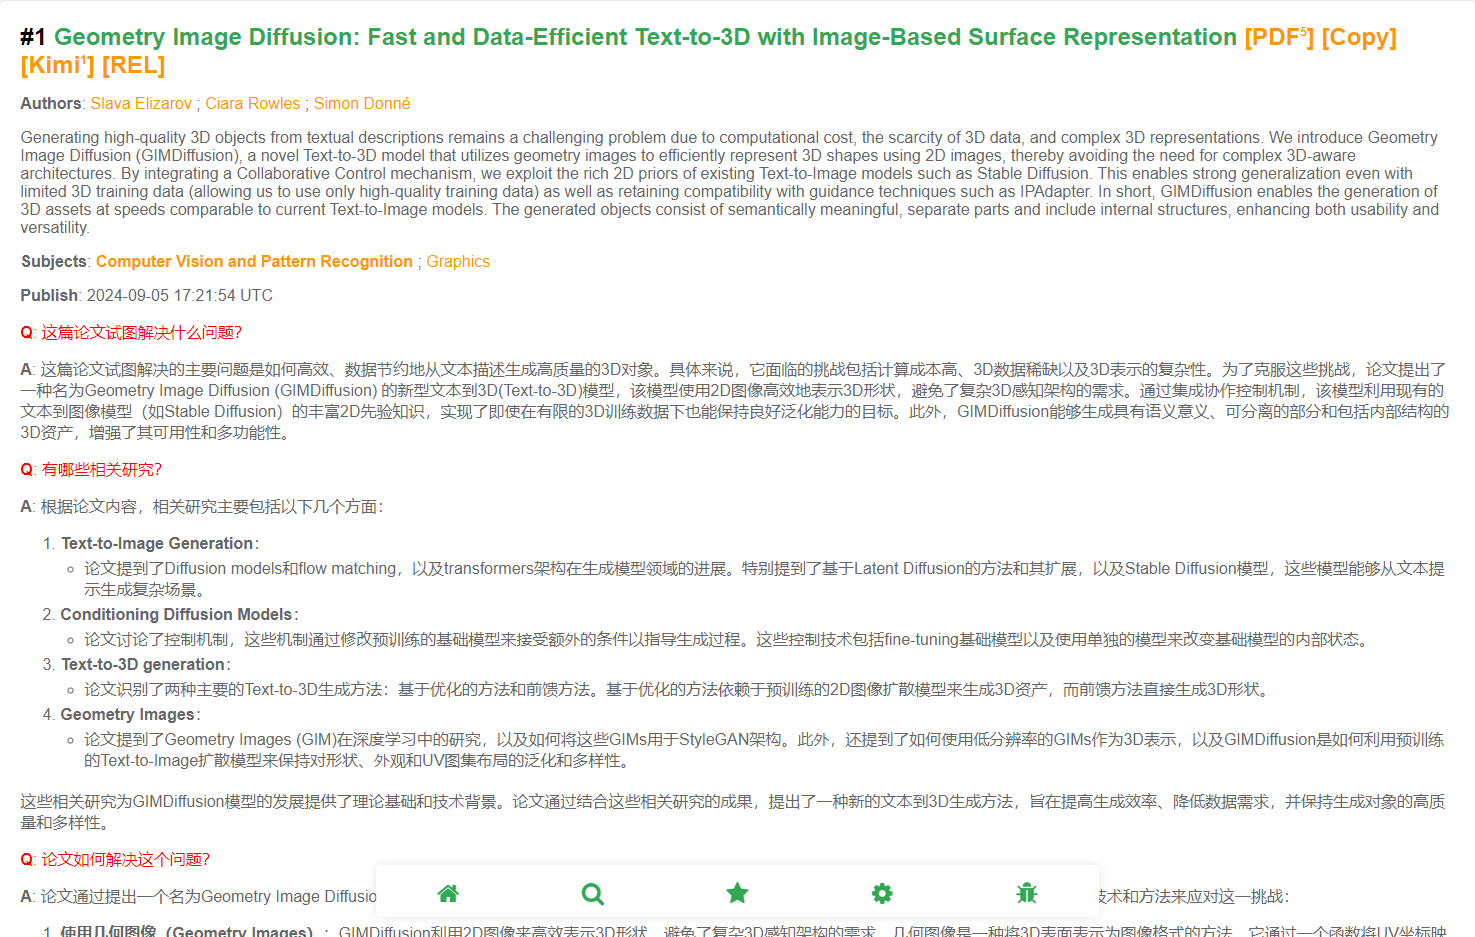 #1 Geometry Image Diffusion: Fast and Data-Efficient Text-to-3D with Image-Based Surface Representation [PDF5] [Copy]
[Kimi1] [REL]
Authors: Slava Elizarov ; Ciara Rowles ; Simon Donné
Generating high-quality 3D objects from textual descriptions remains a challenging problem due to computational cost, the scarcity of 3D data, and complex 3D representations. We introduce Geometry
Image Diffusion (GIMDiffusion), a novel Text-to-3D model that utilizes geometry images to efficiently represent 3D shapes using 2D images, thereby avoiding the need for complex 3D-aware
architectures. By integrating a Collaborative Control mechanism, we exploit the rich 2D priors of existing Text-to-Image models such as Stable Diffusion. This enables strong generalization even with
limited 3D training data (allowing us to use only high-quality training data) as well as retaining compatibility with guidance techniques such as IPAdapter. In short, GIMDiffusion enables the generation of
3D assets at speeds comparable to current Text-to-Image models. The generated objects consist of semantically meaningful, separate parts and include internal structures, enhancing both usability and
versatility.
Subjects: Computer Vision and Pattern Recognition ; Graphics
Publish: 2024-09-05 17:21:54 UTC
Q: 这篇论文试图解决什么问题?
A: 这篇论文试图解决的主要问题是如何高效、数据节约地从文本描述生成高质量的3D对象。具体来说，它面临的挑战包括计算成本高、3D数据稀缺以及3D表示的复杂性。为了克服这些挑战，论文提出了
一种名为Geometry Image Diffusion (GIMDiffusion) 的新型文本到3D(Text-to-3D)模型，该模型使用2D图像高效地表示3D形状，避免了复杂3D感知架构的需求。通过集成协作控制机制，该模型利用现有的
文本到图像模型（如Stable Diffusion）的丰富2D先验知识，实现了即使在有限的3D训练数据下也能保持良好泛化能力的目标。此外，GIMDiffusion能够生成具有语义意义、可分离的部分和包括内部结构的
3D资产，增强了其可用性和多功能性。
Q: 有哪些相关研究?
A: 根据论文内容，相关研究主要包括以下几个方面：
1. Text-to-Image Generation：
◦ 论文提到了Diffusion models和flow matching，以及transformers架构在生成模型领域的进展。特别提到了基于Latent Diffusion的方法和其扩展，以及Stable Diffusion模型，这些模型能够从文本提
示生成复杂场景。
2. Conditioning Diffusion Models：
◦ 论文讨论了控制机制，这些机制通过修改预训练的基础模型来接受额外的条件以指导生成过程。这些控制技术包括fine-tuning基础模型以及使用单独的模型来改变基础模型的内部状态。
3. Text-to-3D generation：
◦ 论文识别了两种主要的Text-to-3D生成方法：基于优化的方法和前馈方法。基于优化的方法依赖于预训练的2D图像扩散模型来生成3D资产，而前馈方法直接生成3D形状。
4. Geometry Images：
◦ 论文提到了Geometry Images (GIM)在深度学习中的研究，以及如何将这些GIMs用于StyleGAN架构。此外，还提到了如何使用低分辨率的GIMs作为3D表示，以及GIMDiffusion是如何利用预训练
的Text-to-Image扩散模型来保持对形状、外观和UV图集布局的泛化和多样性。
这些相关研究为GIMDiffusion模型的发展提供了理论基础和技术背景。论文通过结合这些相关研究的成果，提出了一种新的文本到3D生成方法，旨在提高生成效率、降低数据需求，并保持生成对象的高质
量和多样性。
Q: 论文如何解决这个问题?
A: 论文通过提出一个名为Geometry Image Diffusio 技术和方法来应对这一挑战：
1. 使用几何图像（Geometry Images）：GIMDiffusion利用2D图像来高效表示3D形状，避免了复杂3D感知架构的需求。几何图像是一种将3D表面表示为图像格式的方法，它通过一个函数将UV坐标映